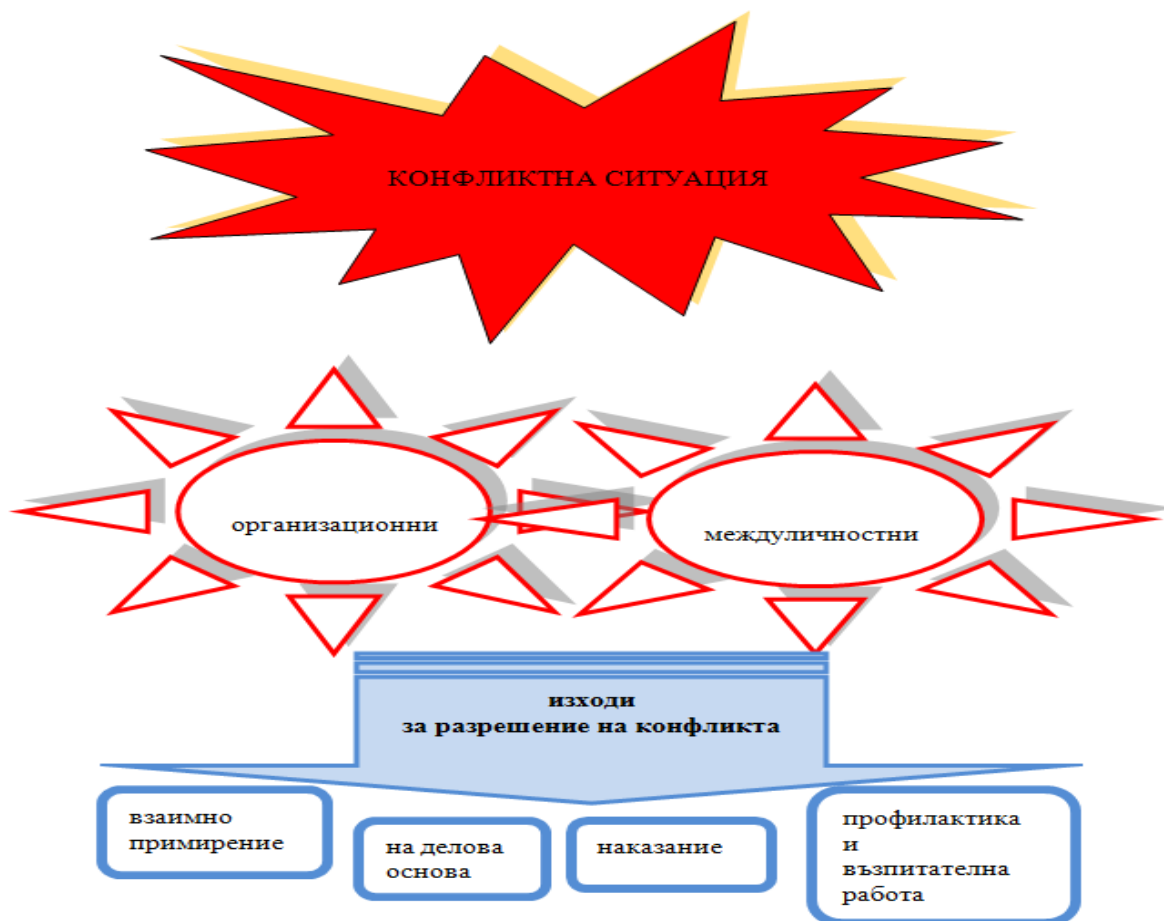 КОНФЛИКТНА СИТУАЦИЯ
организационни
междуличностни
изходи
за разрешение на конфликта
взаимно
примирение
на делова
основа
наказание
профилактика
и
възпитателна
работа